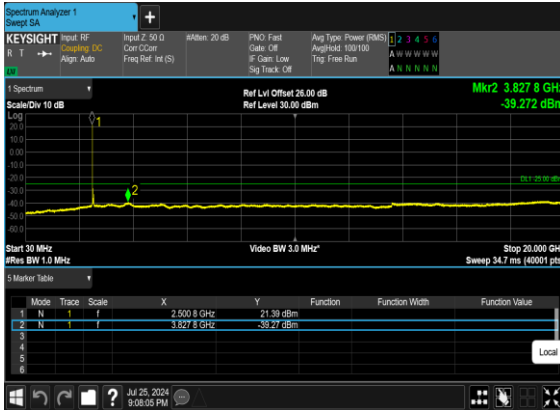 Spectrum Analyzer 1
Swept SA
+
KEYSIGHT Input: RF Input Z: 50 Ω #Atten: 20 dB PNO: Fast Avg Type: Power (RMS) 1 2 3 4 5 6
R T Coupling: DC Corr CCorr Gate: Off Avg|Hold: 100/100 A W W W W W
Align: Auto Freq Ref: Int (S) IF Gain: Low Trig: Free Run
Sig Track: Off A N N N N N
1 Spectrum Ref Lvl Offset 26.00 dB Mkr2 3.827 8 GHz
Scale/Div 10 dB Ref Level 30.00 dBm -39.272 dBm
Log
1
20.0
10.0
0.00
-10.0
-20.0
DL1 -25.00 dBm
-30.0
2
-40.0
-50.0
-60.0
Start 30 MHz Video BW 3.0 MHz* Stop 20.000 GHz
#Res BW 1.0 MHz Sweep 34.7 ms (40001 pts)
5 Marker Table
Mode Trace Scale X Y Function Function Width Function Value
1 N 1 f 2.500 8 GHz 21.39 dBm
2 N 1 f 3.827 8 GHz -39.27 dBm
3
4
5
6
Local
? Jul 25, 2024
9:08:05 PM